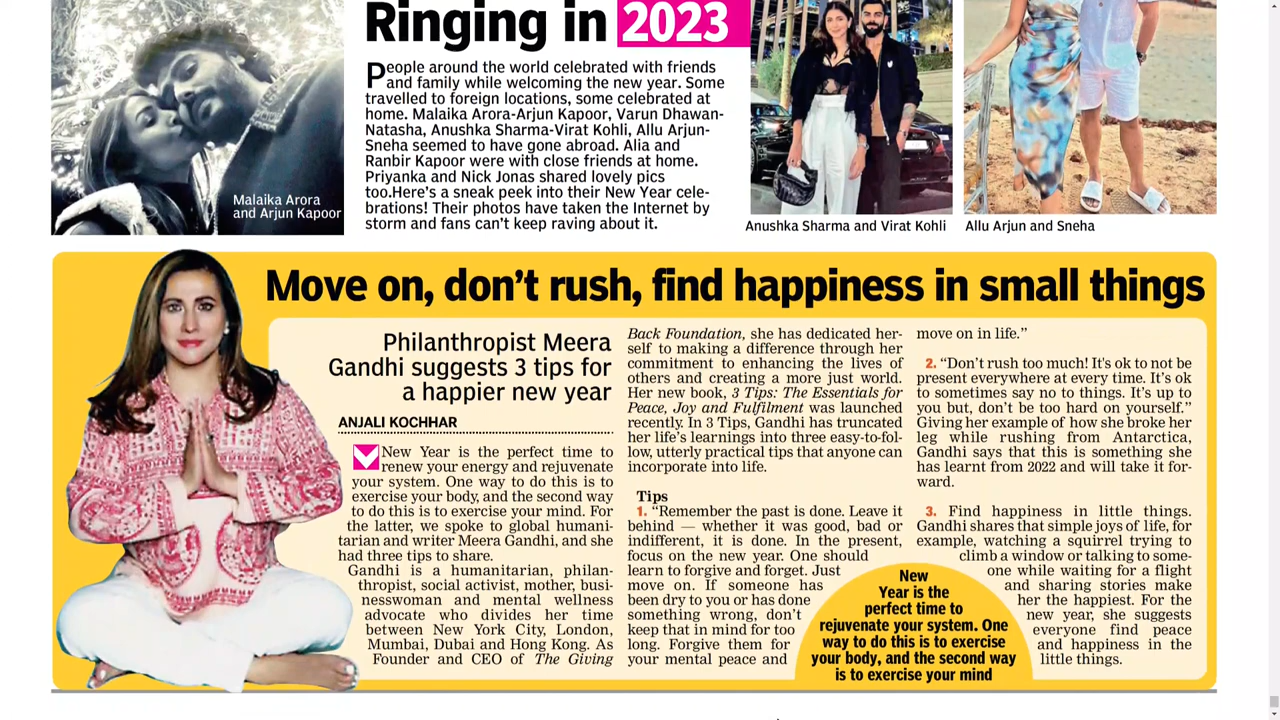 Ringing in 2023
People around the world celebrated with friends
and family while welcoming the new year. Some
travelled to foreign locations, some celebrated at
home. Malaika Arora-Arjun Kapoor, Varun Dhawan-
Natasha, Anushka Sharma-Virat Kohli, Allu Arjun-
Sneha seemed to have gone abroad. Alia and
Ranbir Kapoor were with close friends at home.
Priyanka and Nick Jonas shared lovely pics
too.Here's a sneak peek into their New Year cele-
brations! Their photos have taken the Internet by
storm and fans can't keep raving about it.
Malaika Arora
and Arjun Kapoor
Anushka Sharma and Virat Kohli
Allu Arjun and Sneha
Move on, don't rush, find happiness in small things
Philanthropist Meera
Gandhi suggests 3 tips for
a happier new year
ANJALI KOCHHAR
New Year is the perfect time to
renew your energy and rejuvenate
your system. One way to do this is to
exercise your body, and the second way
to do this is to exercise your mind. For
the latter, we spoke to global humani-
tarian and writer Meera Gandhi, and she
had three tips to share.
Gandhi is a humanitarian, philan-
thropist, social activist, mother, busi-
nesswoman and mental wellness
advocate who divides her time
between New York City, London,
Mumbai, Dubai and Hong Kong. As
Founder and CEO of The Giving
Back Foundation, she has dedicated her-
self to making a difference through her
commitment to enhancing the lives of
others and creating a more just world.
Her new book, 3 Tips: The Essentials for
Peace, Joy and Fulfilment was launched
recently. In 3 Tips, Gandhi has truncated
her life's learnings into three easy-to-fol-
low, utterly practical tips that anyone can
incorporate into life.
Tips
1. "Remember the past is done. Leave it
behind — whether it was good, bad or
indifferent, it is done. In the present,
focus on the new year. One should
learn to forgive and forget. Just
move on. If someone has
been dry to you or has done
something wrong, don't
keep that in mind for too
long. Forgive them for
your mental peace and
move on in life."
2. "Don't rush too much! It's ok to not be
present everywhere at every time. It's ok
to sometimes say no to things. It's up to
you but, don't be too hard on yourself."
Giving her example of how she broke her
leg while rushing from Antarctica,
Gandhi says that this is something she
has learnt from 2022 and will take it for-
ward.
3. Find happiness in little things.
Gandhi shares that simple joys of life, for
example, watching a squirrel trying to
climb a window or talking to some-
one while waiting for a flight
and sharing stories make
her the happiest. For the
new year, she suggests
everyone find peace
and happiness in the
little things.
New
Year is the
perfect time to
rejuvenate your system. One
way to do this is to exercise
your body, and the second way
is to exercise your mind